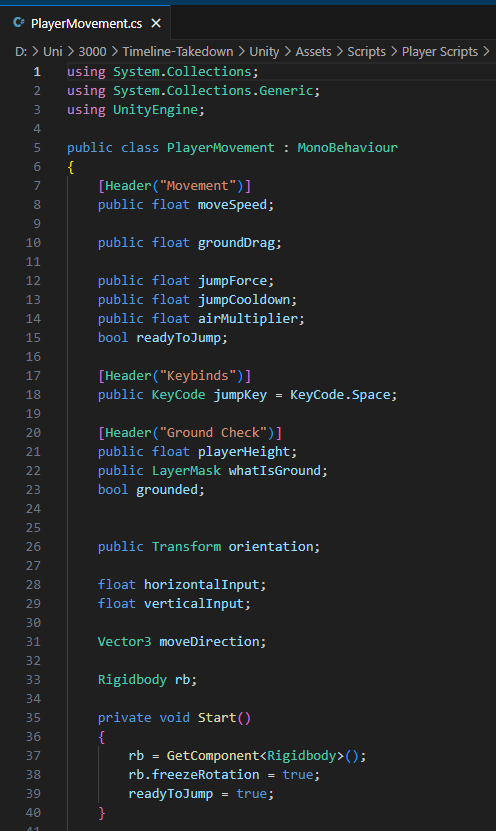 PlayerMovement.cs
D: > Uni > 3000 > Timeline-Takedown > Unity > Assets > Scripts > Player Scripts >
1 using System.Collections;
2 using System.Collections.Generic;
3 using UnityEngine;
4
5 public class PlayerMovement : MonoBehaviour
6 {
7     [Header("Movement")]
8     public float moveSpeed;
9
10     public float groundDrag;
11
12     public float jumpForce;
13     public float jumpCooldown;
14     public float airMultiplier;
15     bool readyToJump;
16
17     [Header("Keybinds")]
18     public KeyCode jumpKey = KeyCode.Space;
19
20     [Header("Ground Check")]
21     public float playerHeight;
22     public LayerMask whatIsGround;
23     bool grounded;
24
25
26     public Transform orientation;
27
28     float horizontalInput;
29     float verticalInput;
30
31     Vector3 moveDirection;
32
33     Rigidbody rb;
34
35     private void Start()
36     {
37         rb = GetComponent<Rigidbody>();
38         rb.freezeRotation = true;
39         readyToJump = true;
40     }